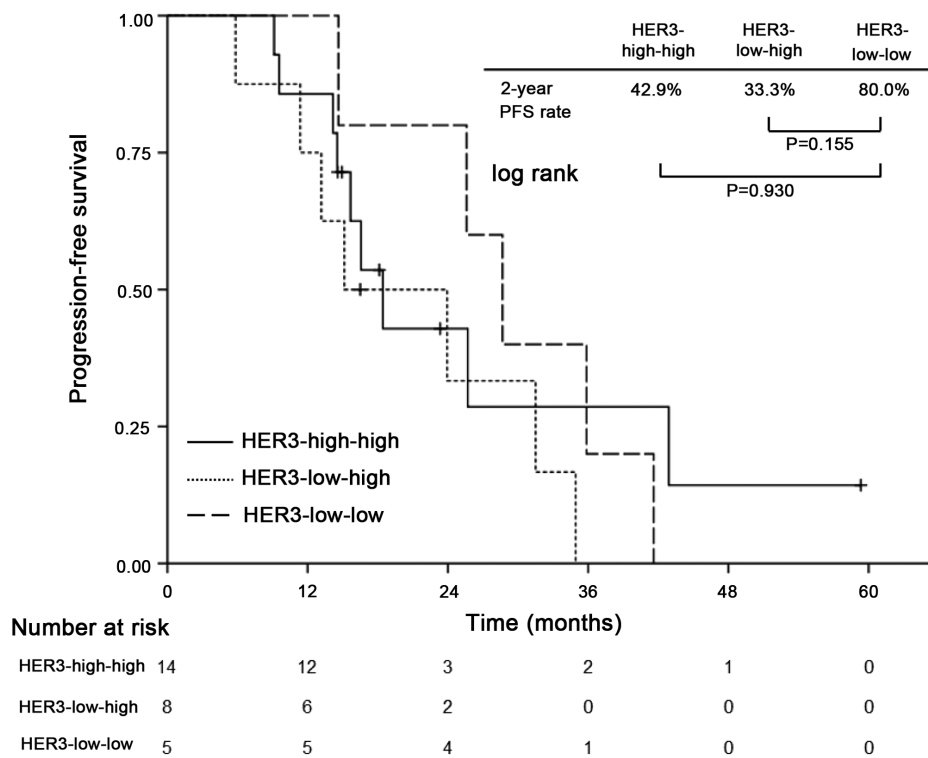 HER3-
high-high
HER3-
low-high
HER3-
low-low
2-year
PFS rate
42.9%
33.3%
80.0%
P=0.155
log rank
P=0.930
Progression-free survival
1.00
0.75
0.50
0.25
0.00
HER3-high-high
HER3-low-high
HER3-low-low
0 12 24 36 48 60
Time (months)
Number at risk
HER3-high-high 14 12 3 2 1 0
HER3-low-high 8 6 2 0 0 0
HER3-low-low 5 5 4 1 0 0